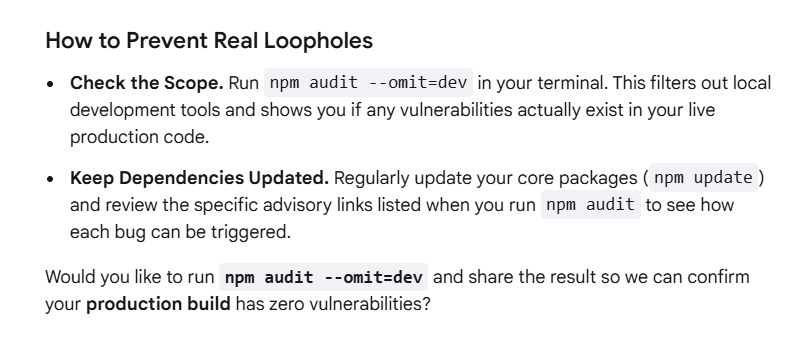 How to Prevent Real Loopholes
• Check the Scope. Run npm audit --omit=dev in your terminal. This filters out local
development tools and shows you if any vulnerabilities actually exist in your live
production code.
• Keep Dependencies Updated. Regularly update your core packages ( npm update )
and review the specific advisory links listed when you run npm audit to see how
each bug can be triggered.
Would you like to run npm audit --omit=dev and share the result so we can confirm
your production build has zero vulnerabilities?